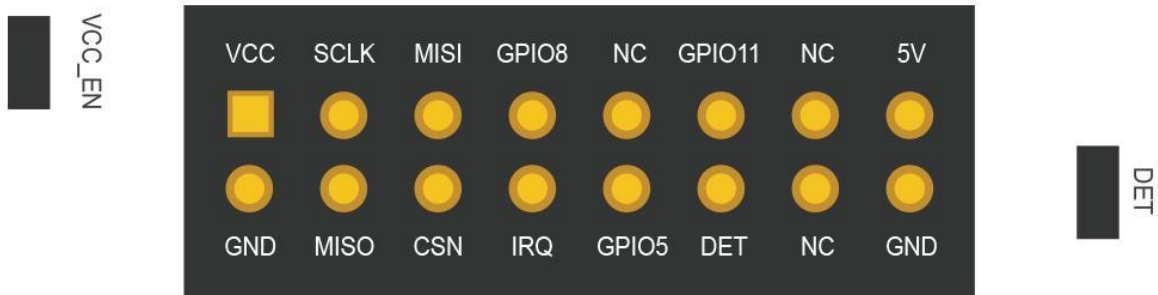 VCC_EN
VCC SCLK MISI GPIO8 NC GPIO11 NC 5V
GND MISO CSN IRQ GPIO5 DET NC GND
DET